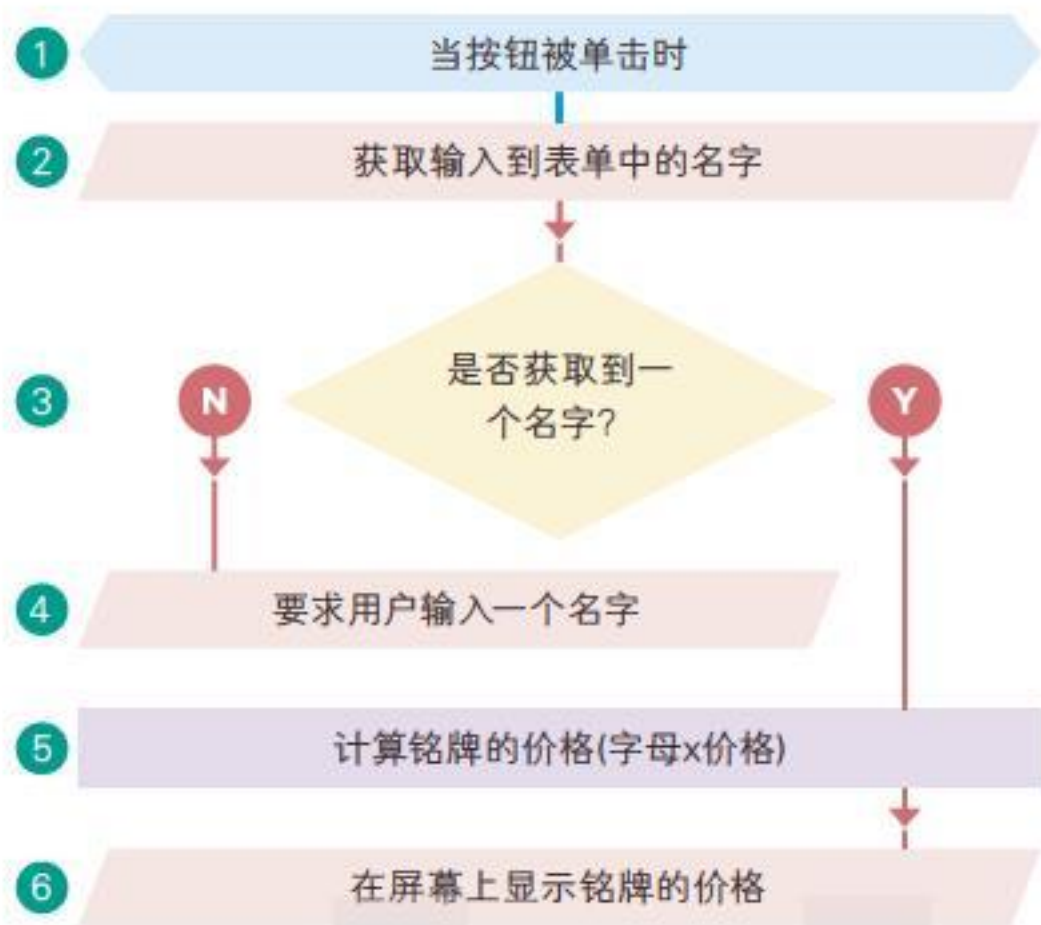 1 当按钮被单击时
2 获取输入到表单中的名字
3 N 是否获取到一 Y
个名字?
4 要求用户输入一个名字
5 计算铭牌的价格(字母x价格)
6 在屏幕上显示铭牌的价格